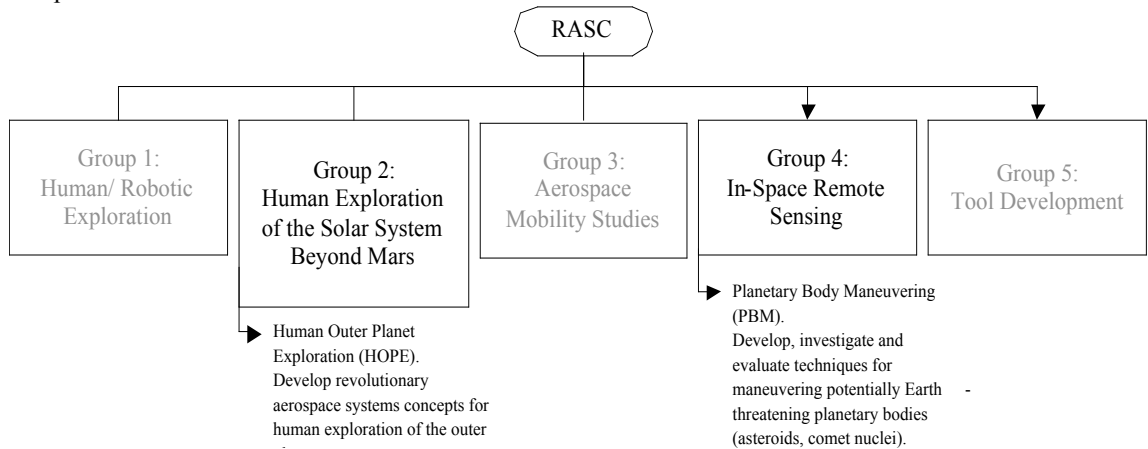 RASC
Group 1:
Human/ Robotic
Exploration
Group 2:
Human Exploration
of the Solar System
Beyond Mars
Group 3:
Aerospace
Mobility Studies
Group 4:
In-Space Remote
Sensing
Group 5:
Tool Development
Human Outer Planet
Exploration (HOPE).
Develop revolutionary
aerospace systems concepts for
human exploration of the outer
Planetary Body Maneuvering
(PBM).
Develop, investigate and
evaluate techniques for
maneuvering potentially Earth -
threatening planetary bodies
(asteroids, comet nuclei).